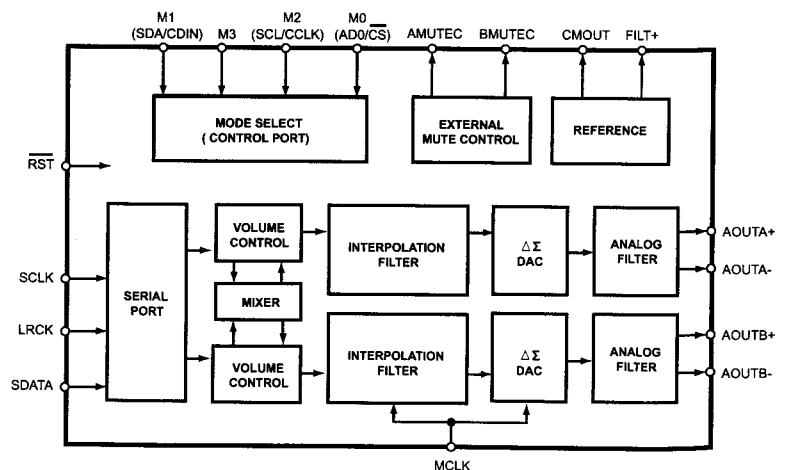 M1
(SDA/CDIN)
M3
M2
(SCL/CCLK)
M0
(AD0/CS)
AMUTEC
BMUTEC
CMOUT
FILT+
MODE SELECT
( CONTROL PORT)
EXTERNAL
MUTE CONTROL
REFERENCE
RST
SERIAL
PORT
VOLUME
CONTROL
INTERPOLATION
FILTER
ΔΣ
DAC
ANALOG
FILTER
AOUTA+
AOUTA-
SCLK
MIXER
LRCK
VOLUME
CONTROL
INTERPOLATION
FILTER
ΔΣ
DAC
ANALOG
FILTER
AOUTB+
AOUTB-
SDATA
MCLK